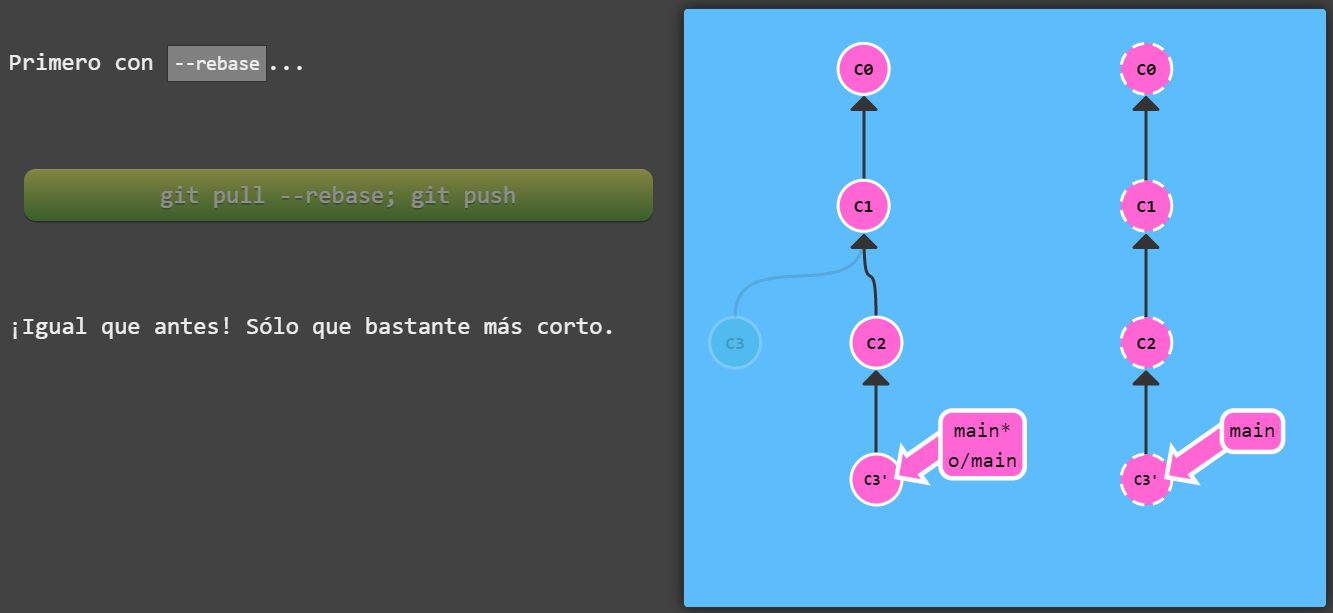 Primero con --rebase...
git pull --rebase; git push
¡Igual que antes! Sólo que bastante más corto.
C0
C1
C3
C2
C3'
main*
o/main
C0
C1
C2
C3'
main